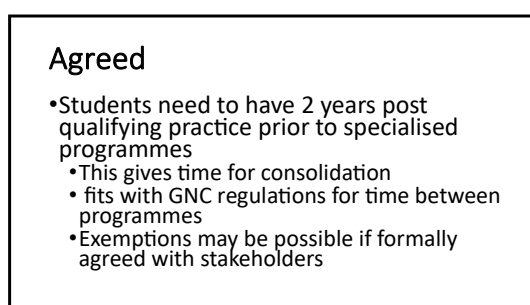 Agreed
•Students need to have 2 years post
qualifying practice prior to specialised
programmes
•This gives time for consolidation
• fits with GNC regulations for time between
programmes
•Exemptions may be possible if formally
agreed with stakeholders